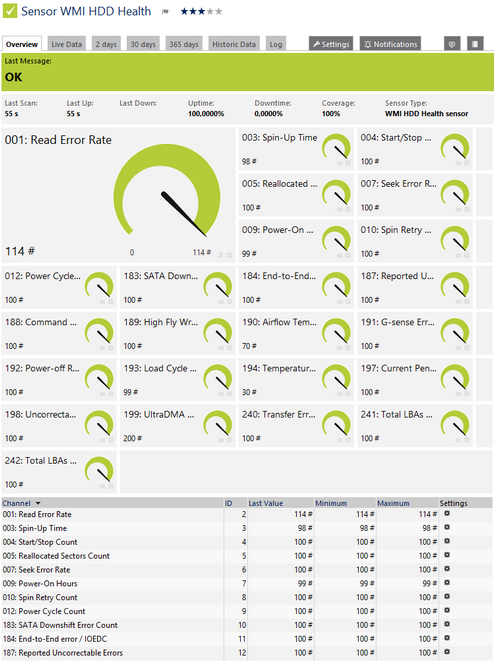 Sensor WMI HDD Health
Overview Live Data 2 days 30 days 365 days Historic Data Log Settings Notifications
Last Message:
OK
Last Scan: Last Up: Last Down: Uptime: Downtime: Coverage: Sensor Type:
55 s 55 s 100,0000% 0,0000% 100% WMI HDD Health sensor
001: Read Error Rate
0 114 #
114 #
003: Spin-Up Time
98 #
004: Start/Stop ...
100 #
005: Reallocated ...
100 #
007: Seek Error R...
100 #
009: Power-On ...
99 #
010: Spin Retry ...
100 #
012: Power Cycle...
100 #
183: SATA Down...
100 #
184: End-to-End...
100 #
187: Reported U...
100 #
188: Command ...
100 #
189: High Fly Wr...
100 #
190: Airflow Tem...
70 #
191: G-sense Err...
100 #
192: Power-off R...
100 #
193: Load Cycle ...
99 #
194: Temperatur...
30 #
197: Current Pen...
100 #
198: Uncorrecta...
100 #
199: UltraDMA ...
200 #
240: Transfer Err...
100 #
241: Total LBAs ...
100 #
242: Total LBAs ...
100 #
Channel ID Last Value Minimum Maximum Settings
001: Read Error Rate 2 114 # 114 # 114 #
003: Spin-Up Time 3 98 # 98 # 98 #
004: Start/Stop Count 4 100 # 100 # 100 #
005: Reallocated Sectors Count 5 100 # 100 # 100 #
007: Seek Error Rate 6 100 # 100 # 100 #
009: Power-On Hours 7 99 # 99 # 99 #
010: Spin Retry Count 8 100 # 100 # 100 #
012: Power Cycle Count 9 100 # 100 # 100 #
183: SATA Downshift Error Count 10 100 # 100 # 100 #
184: End-to-End error / IOEDC 11 100 # 100 # 100 #
187: Reported Uncorrectable Errors 12 100 # 100 # 100 #